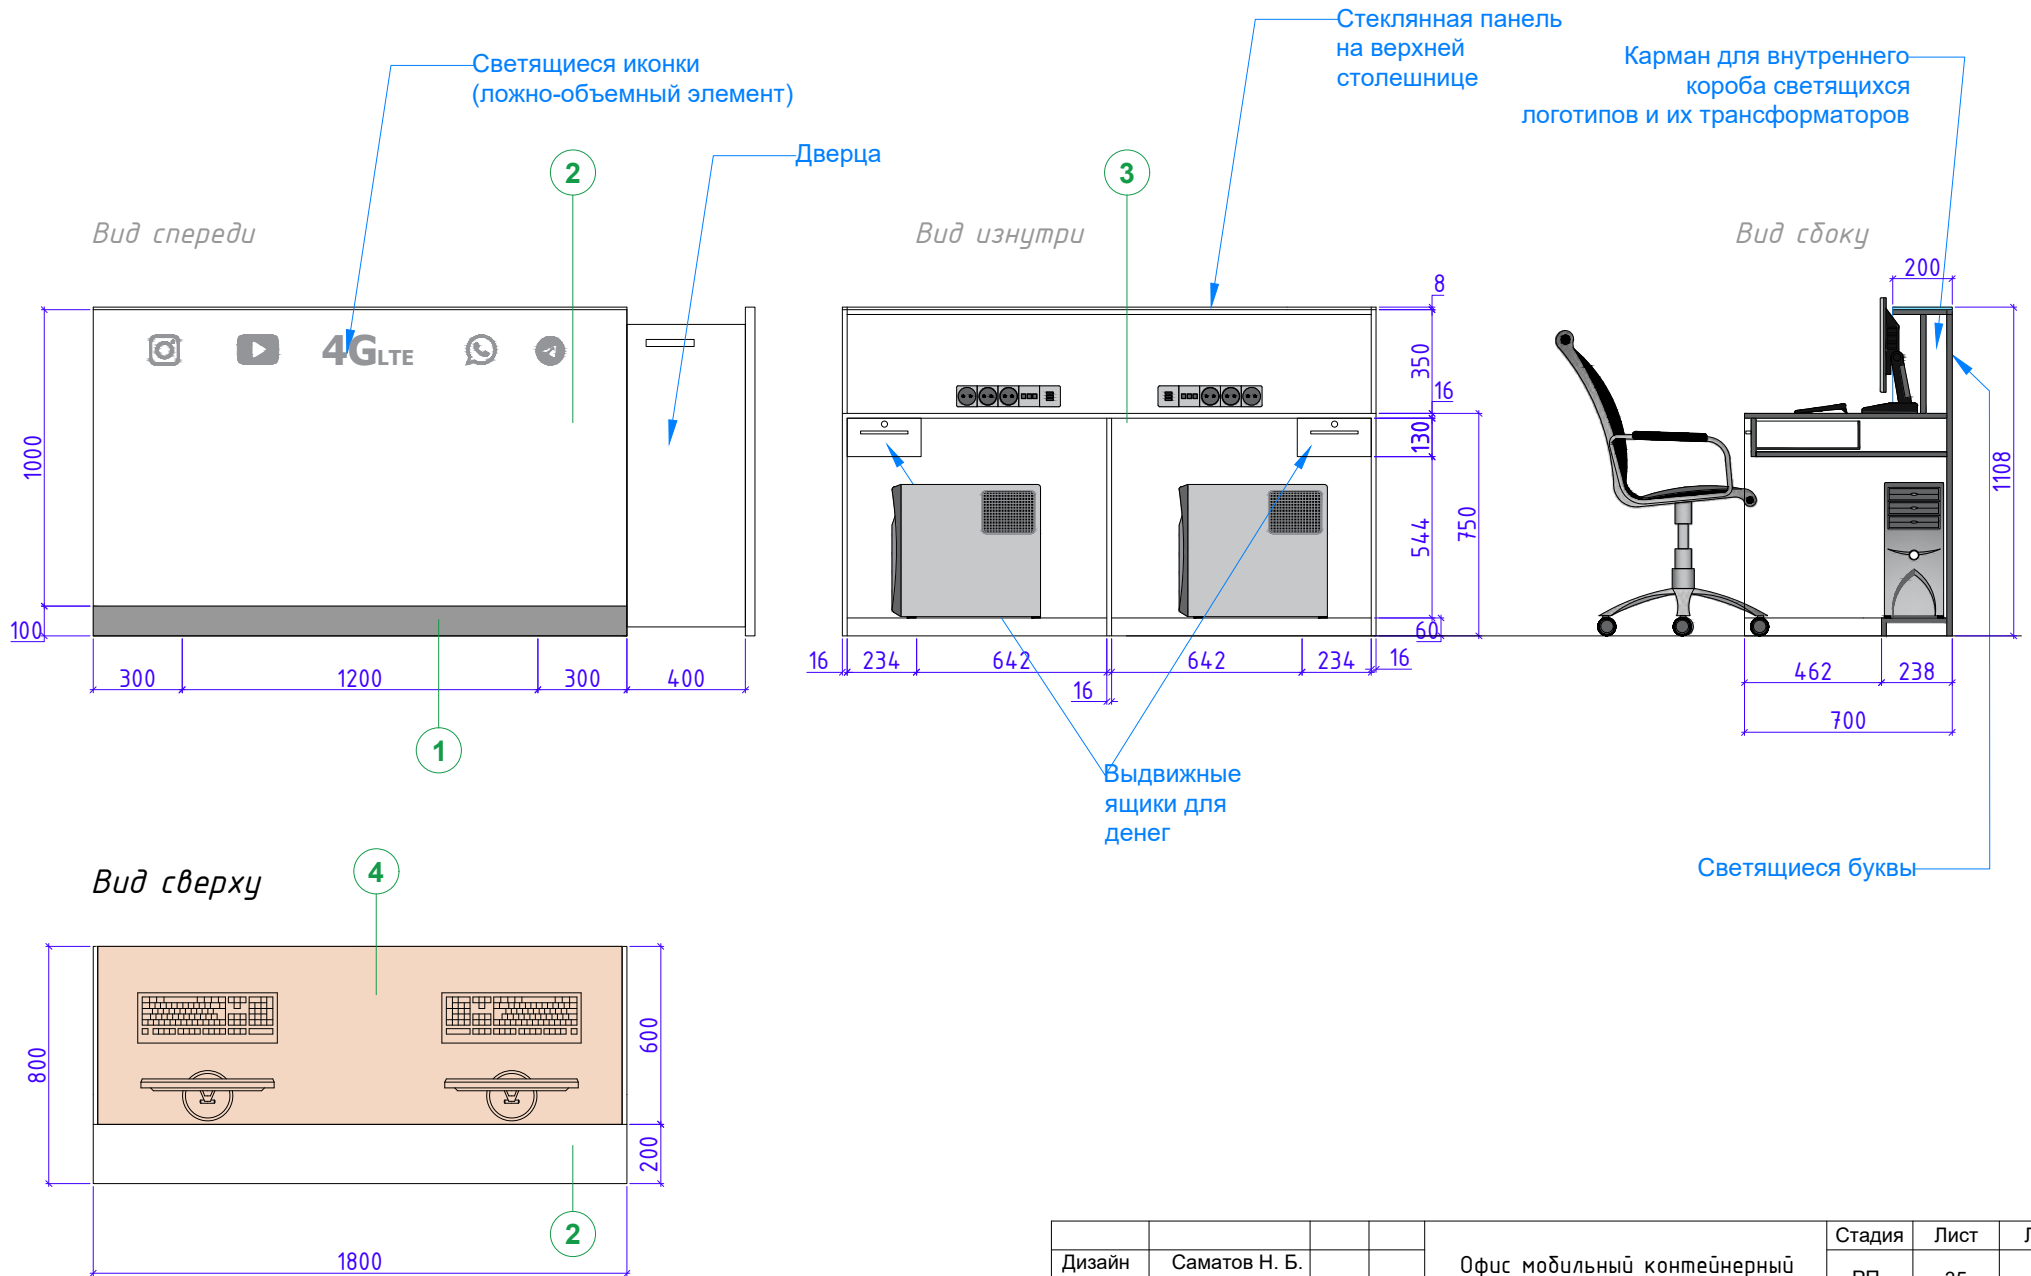 Светящиеся иконки
(ложно-объемный элемент)
Дверца
2
3
Стеклянная панель
на верхней
столешнице
Карман для внутреннего
короба светящихся
логотипов и их трансформаторов
Вид спереди
4GLTE
1000
100
300
1200
300
400
1
Вид изнутри
8
350
16
130
544
750
60
16
234
642
16
642
234
16
Выдвижные
ящики для
денег
Вид сбоку
200
1108
462
238
700
Светящиеся буквы
Вид сверху
4
800
600
200
2
1800
Дизайн
Саматов Н. Б.
Офис мобильный контейнерный
Стадия
Лист